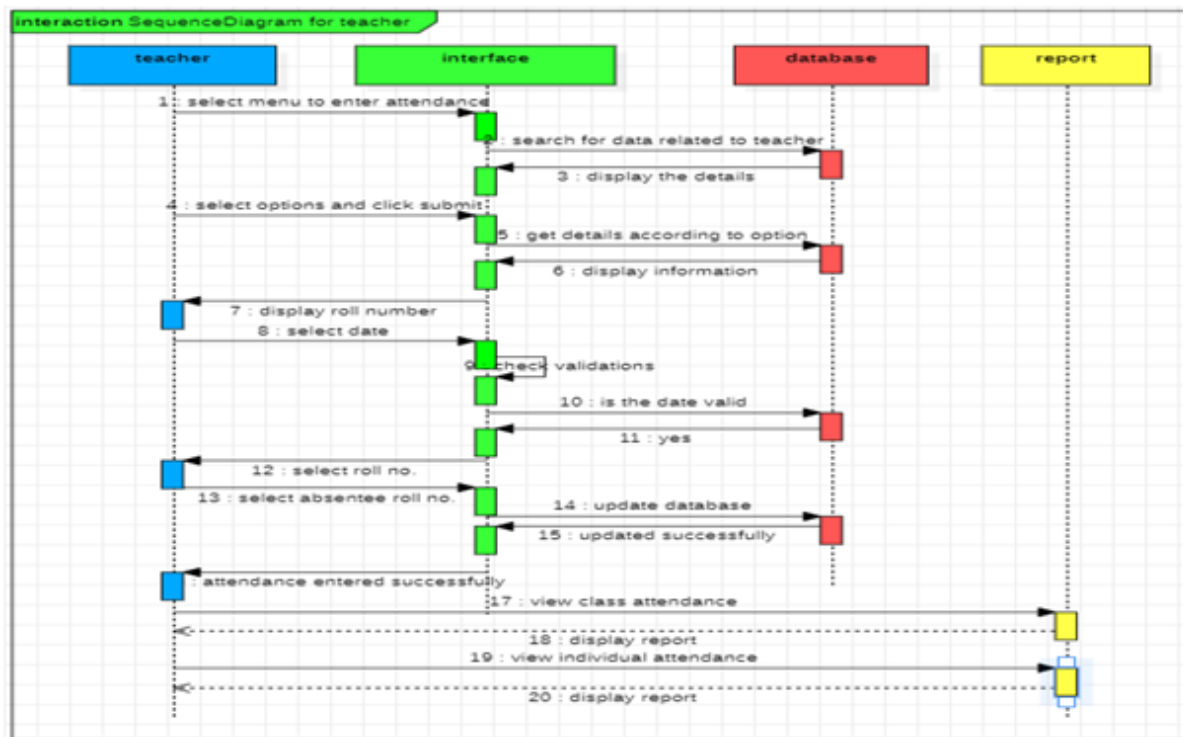 interaction SequenceDiagram for teacher
teacher
interface
database
report
1 : select menu to enter attendance
2 : search for data related to teacher
3 : display the details
4 : select options and click submit
5 : get details according to option
6 : display information
7 : display roll number
8 : select date
9 : check validations
10 : is the date valid
11 : yes
12 : select roll no.
13 : select absentee roll no.
14 : update database
15 : updated successfully
: attendance entered successfully
17 : view class attendance
18 : display report
19 : view individual attendance
20 : display report